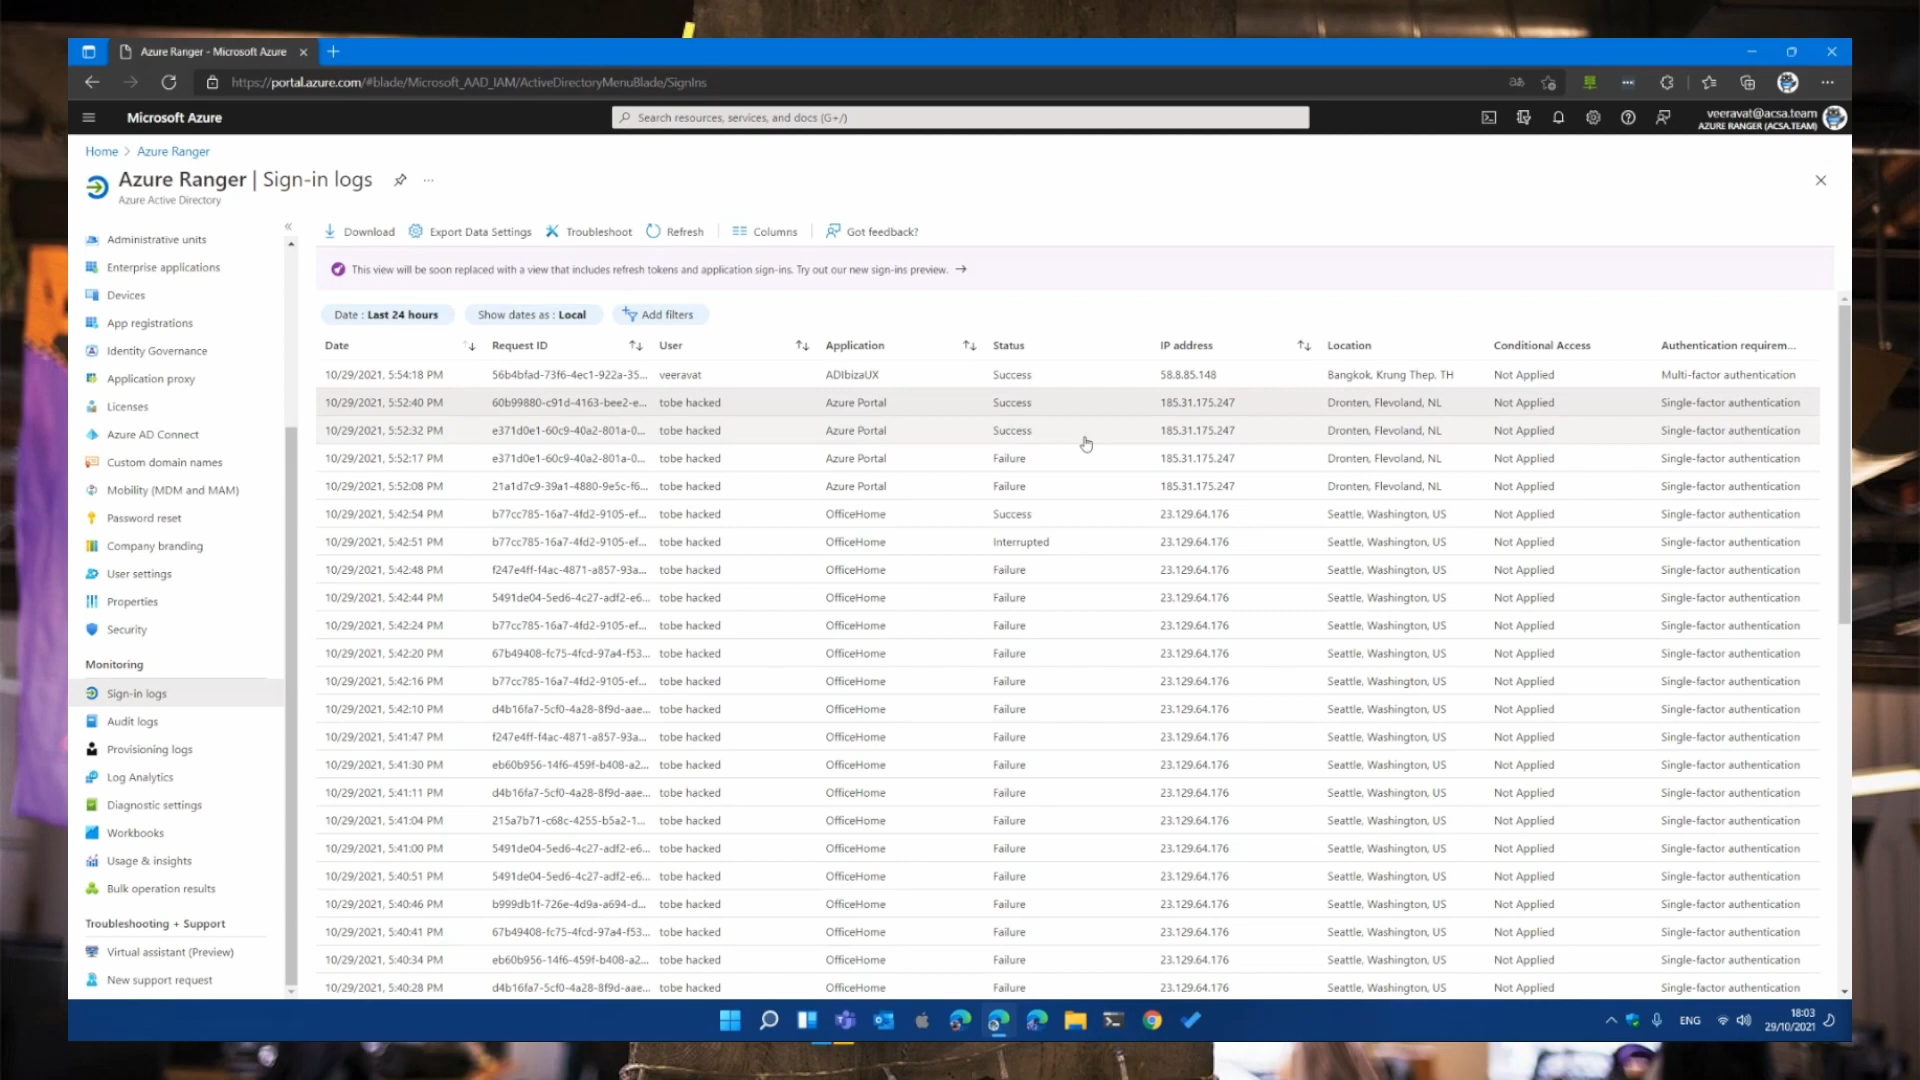 Azure Ranger - Microsoft Azure
https://portal.azure.com/#blade/Microsoft_AAD_IAM/ActiveDirectoryMenuBlade/SignIns
Microsoft Azure
Search resources, services, and docs (G+/)
veeravat@acsa.team
AZURE RANGER (ACSA.TEAM)
Home > Azure Ranger
Azure Ranger | Sign-in logs
Azure Active Directory
Administrative units
Enterprise applications
Devices
App registrations
Identity Governance
Application proxy
Licenses
Azure AD Connect
Custom domain names
Mobility (MDM and MAM)
Password reset
Company branding
User settings
Properties
Security
Monitoring
Sign-in logs
Audit logs
Provisioning logs
Log Analytics
Diagnostic settings
Workbooks
Usage & insights
Bulk operation results
Troubleshooting + Support
Virtual assistant (Preview)
New support request
Download Export Data Settings Troubleshoot Refresh Columns Got feedback?
This view will be soon replaced with a view that includes refresh tokens and application sign-ins. Try out our new sign-ins preview. →
Date : Last 24 hours Show dates as : Local Add filters
Date Request ID User Application Status IP address Location Conditional Access Authentication requirem...
10/29/2021, 5:54:18 PM 56b4bfad-73f6-4ec1-922a-35... veeravat ADIbizaUX Success 58.8.85.148 Bangkok, Krung Thep, TH Not Applied Multi-factor authentication
10/29/2021, 5:52:40 PM 60b99880-c91d-4163-bee2-e... tobe hacked Azure Portal Success 185.31.175.247 Dronten, Flevoland, NL Not Applied Single-factor authentication
10/29/2021, 5:52:32 PM e371d0e1-60c9-40a2-801a-0... tobe hacked Azure Portal Success 185.31.175.247 Dronten, Flevoland, NL Not Applied Single-factor authentication
10/29/2021, 5:52:17 PM e371d0e1-60c9-40a2-801a-0... tobe hacked Azure Portal Failure 185.31.175.247 Dronten, Flevoland, NL Not Applied Single-factor authentication
10/29/2021, 5:52:08 PM 21a1d7c9-39a1-4880-9e5c-f6... tobe hacked Azure Portal Failure 185.31.175.247 Dronten, Flevoland, NL Not Applied Single-factor authentication
10/29/2021, 5:42:54 PM b77cc785-16a7-4fd2-9105-ef... tobe hacked OfficeHome Success 23.129.64.176 Seattle, Washington, US Not Applied Single-factor authentication
10/29/2021, 5:42:51 PM b77cc785-16a7-4fd2-9105-ef... tobe hacked OfficeHome Interrupted 23.129.64.176 Seattle, Washington, US Not Applied Single-factor authentication
10/29/2021, 5:42:48 PM f247e4ff-f4ac-4871-a857-93a... tobe hacked OfficeHome Failure 23.129.64.176 Seattle, Washington, US Not Applied Single-factor authentication
10/29/2021, 5:42:44 PM 5491de04-5ed6-4c27-adf2-e6... tobe hacked OfficeHome Failure 23.129.64.176 Seattle, Washington, US Not Applied Single-factor authentication
10/29/2021, 5:42:24 PM b77cc785-16a7-4fd2-9105-ef... tobe hacked OfficeHome Failure 23.129.64.176 Seattle, Washington, US Not Applied Single-factor authentication
10/29/2021, 5:42:20 PM 67b49408-fc75-4fcd-97a4-f53... tobe hacked OfficeHome Failure 23.129.64.176 Seattle, Washington, US Not Applied Single-factor authentication
10/29/2021, 5:42:16 PM b77cc785-16a7-4fd2-9105-ef... tobe hacked OfficeHome Failure 23.129.64.176 Seattle, Washington, US Not Applied Single-factor authentication
10/29/2021, 5:42:10 PM d4b16fa7-5cf0-4a28-8f9d-aae... tobe hacked OfficeHome Failure 23.129.64.176 Seattle, Washington, US Not Applied Single-factor authentication
10/29/2021, 5:41:47 PM f247e4ff-f4ac-4871-a857-93a... tobe hacked OfficeHome Failure 23.129.64.176 Seattle, Washington, US Not Applied Single-factor authentication
10/29/2021, 5:41:30 PM eb60b956-14f6-459f-b408-a2... tobe hacked OfficeHome Failure 23.129.64.176 Seattle, Washington, US Not Applied Single-factor authentication
10/29/2021, 5:41:11 PM d4b16fa7-5cf0-4a28-8f9d-aae... tobe hacked OfficeHome Failure 23.129.64.176 Seattle, Washington, US Not Applied Single-factor authentication
10/29/2021, 5:41:04 PM 215a7b71-c68c-4255-b5a2-1... tobe hacked OfficeHome Failure 23.129.64.176 Seattle, Washington, US Not Applied Single-factor authentication
10/29/2021, 5:41:00 PM 5491de04-5ed6-4c27-adf2-e6... tobe hacked OfficeHome Failure 23.129.64.176 Seattle, Washington, US Not Applied Single-factor authentication
10/29/2021, 5:40:51 PM 5491de04-5ed6-4c27-adf2-e6... tobe hacked OfficeHome Failure 23.129.64.176 Seattle, Washington, US Not Applied Single-factor authentication
10/29/2021, 5:40:46 PM b999db1f-726e-4d9a-a694-d... tobe hacked OfficeHome Failure 23.129.64.176 Seattle, Washington, US Not Applied Single-factor authentication
10/29/2021, 5:40:41 PM 67b49408-fc75-4fcd-97a4-f53... tobe hacked OfficeHome Failure 23.129.64.176 Seattle, Washington, US Not Applied Single-factor authentication
10/29/2021, 5:40:34 PM eb60b956-14f6-459f-b408-a2... tobe hacked OfficeHome Failure 23.129.64.176 Seattle, Washington, US Not Applied Single-factor authentication
10/29/2021, 5:40:28 PM d4b16fa7-5cf0-4a28-8f9d-aae... tobe hacked OfficeHome Failure 23.129.64.176 Seattle, Washington, US Not Applied Single-factor authentication
ENG
18:03
29/10/2021